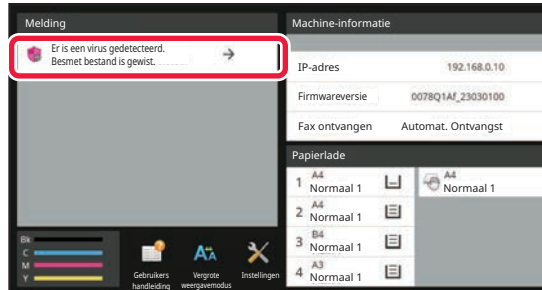 Melding
Er is een virus gedetecteerd.
Besmet bestand is gewist.
Machine-informatie
IP-adres 192.168.0.10
Firmwareversie 0078Q1Af_23030100
Fax ontvangen Automat. Ontvangst
Papierlade
1 A4
Normaal 1
A4
Normaal 1
2 A4
Normaal 1
3 B4
Normaal 1
4 A3
Normaal 1
Bk
C
M
Y
Gebruikers
handleiding
Vergrote
weergavemodus
Instellingen